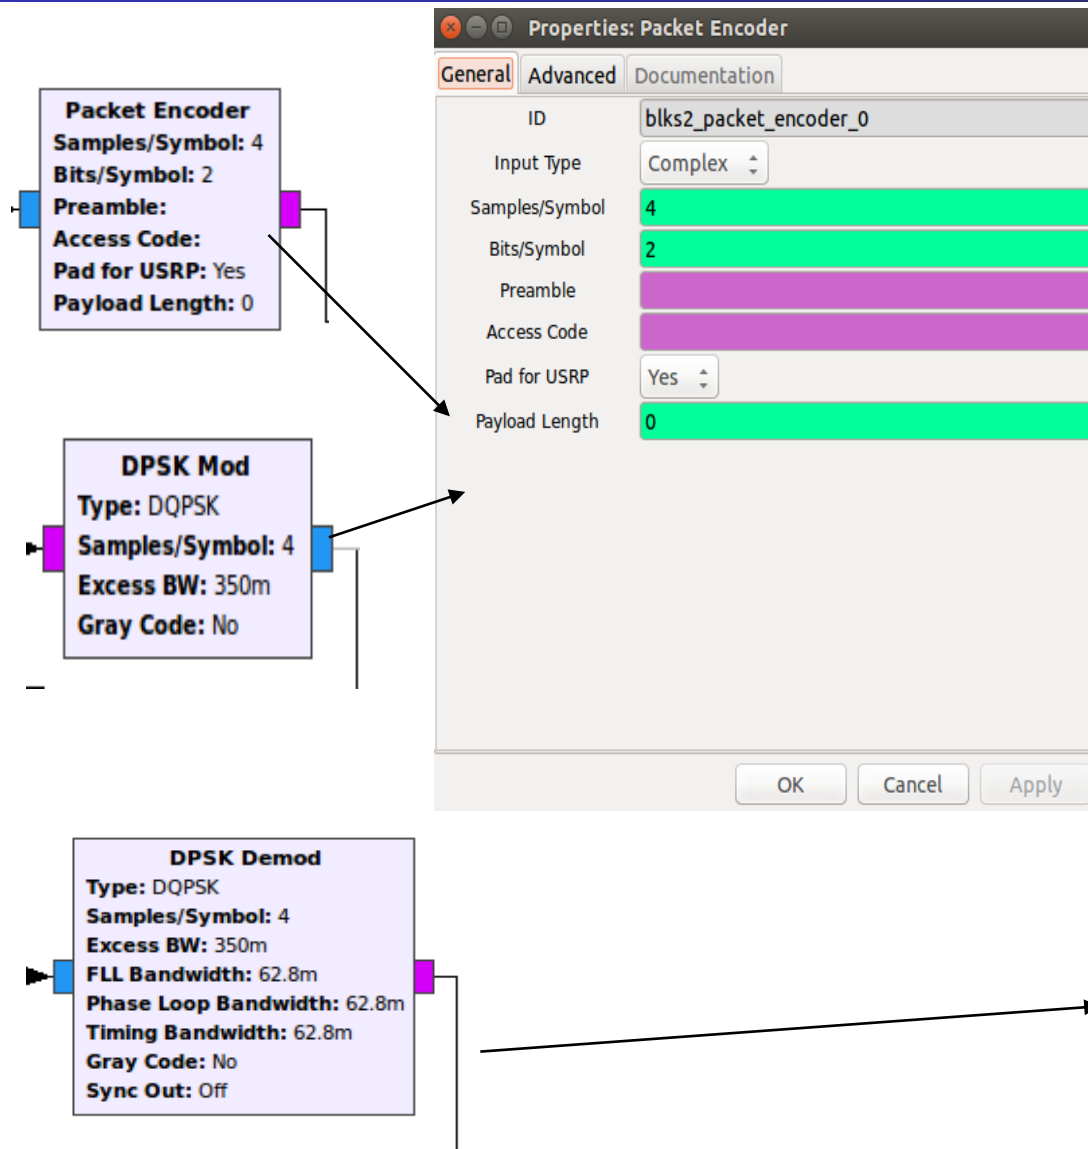 Packet Encoder
Samples/Symbol: 4
Bits/Symbol: 2
Preamble:
Access Code:
Pad for USRP: Yes
Payload Length: 0
DPSK Mod
Type: DQPSK
Samples/Symbol: 4
Excess BW: 350m
Gray Code: No
Properties: Packet Encoder
General Advanced Documentation
ID blks2_packet_encoder_0
Input Type Complex
Samples/Symbol 4
Bits/Symbol 2
Preamble
Access Code
Pad for USRP Yes
Payload Length 0
OK Cancel Apply
DPSK Demod
Type: DQPSK
Samples/Symbol: 4
Excess BW: 350m
FLL Bandwidth: 62.8m
Phase Loop Bandwidth: 62.8m
Timing Bandwidth: 62.8m
Gray Code: No
Sync Out: Off